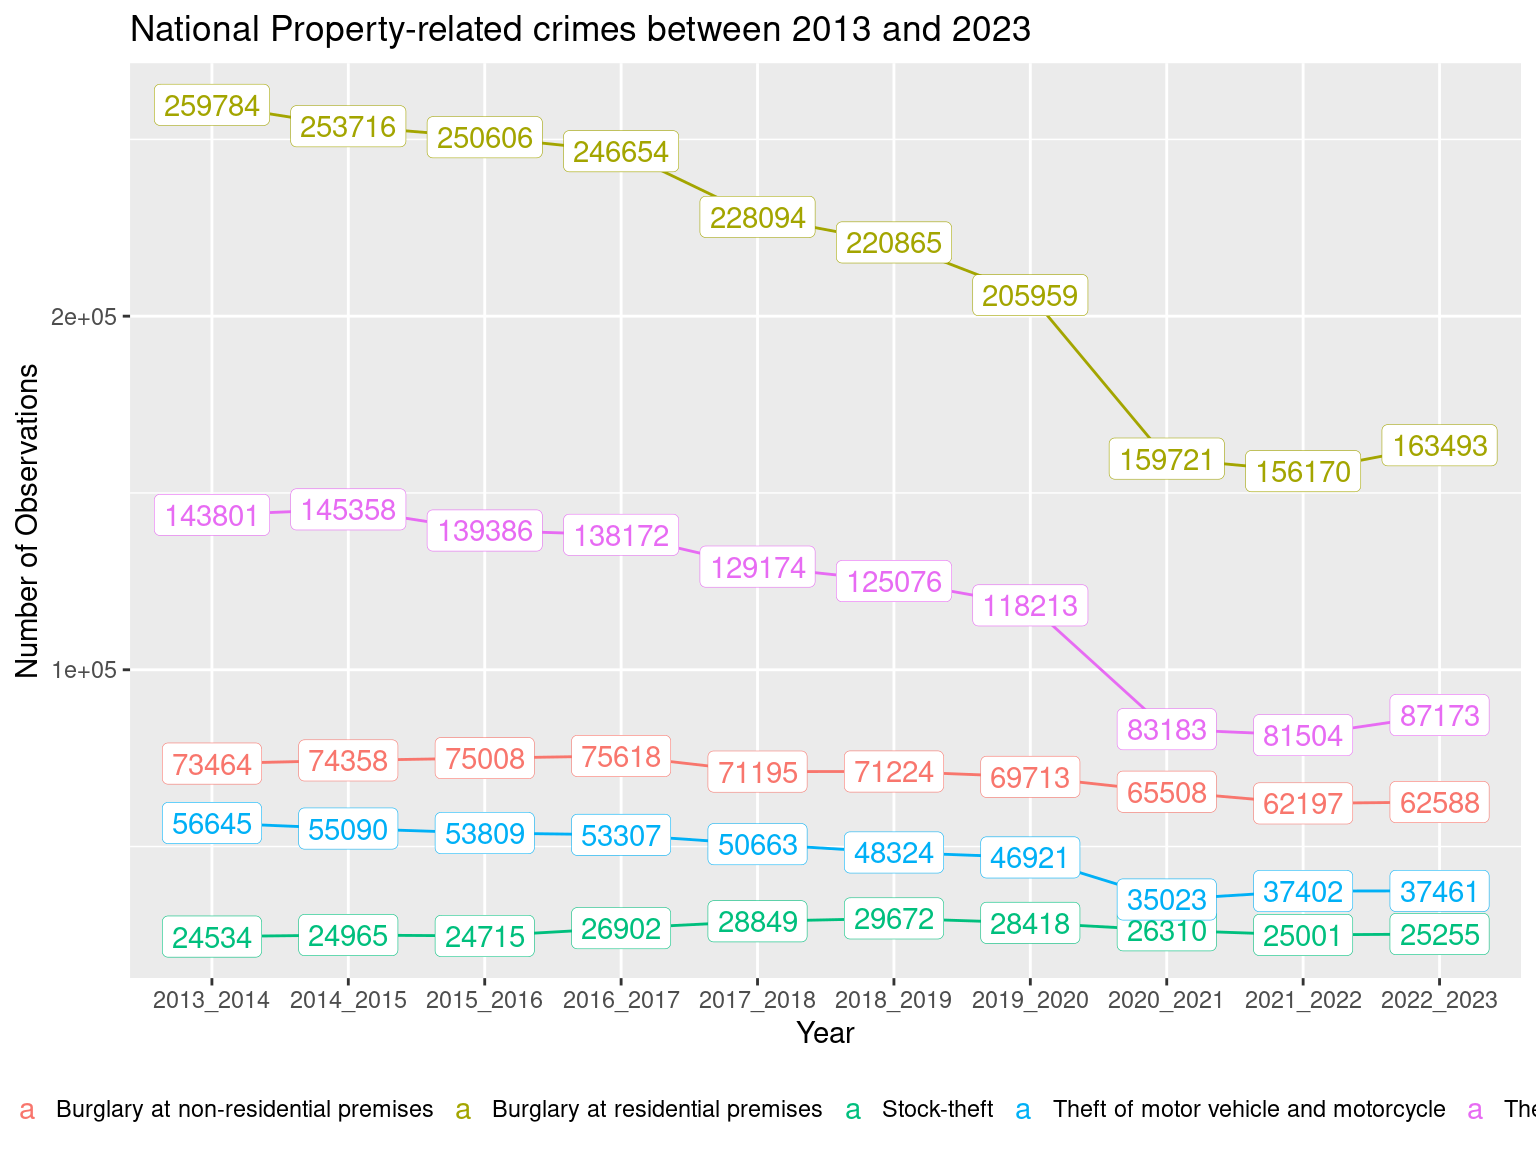 National Property-related crimes between 2013 and 2023
Number of Observations
2e+05
1e+05
259784 253716 250606 246654 228094 220865 205959 159721 156170 163493
143801 145358 139386 138172 129174 125076 118213 83183 81504 87173
73464 74358 75008 75618 71195 71224 69713 65508 62197 62588
56645 55090 53809 53307 50663 48324 46921 35023 37402 37461
24534 24965 24715 26902 28849 29672 28418 26310 25001 25255
2013_2014 2014_2015 2015_2016 2016_2017 2017_2018 2018_2019 2019_2020 2020_2021 2021_2022 2022_2023
Year
a Burglary at non-residential premises a Burglary at residential premises a Stock-theft a Theft of motor vehicle and motorcycle a